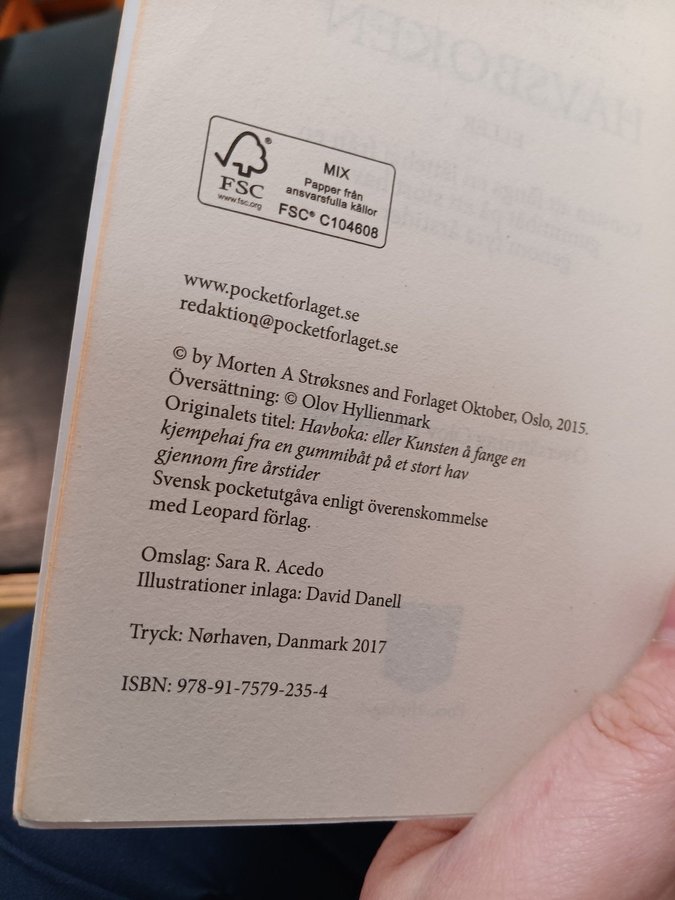 FSC®
www.fsc.org
MIX
Papper från
ansvarsfulla källor
FSC® C104608
www.pocketforlaget.se
redaktion@pocketforlaget.se
© by Morten A Strøksnes and Forlaget Oktober, Oslo, 2015.
Översättning: © Olov Hyllienmark
Originalets titel: Havboka: eller Kunsten å fange en
kjempehai fra en gummibåt på et stort hav
gjennom fire årstider
Svensk pocketutgåva enligt överenskommelse
med Leopard förlag.
Omslag: Sara R. Acedo
Illustrationer inlaga: David Danell
Tryck: Nørhaven, Danmark 2017
ISBN: 978-91-7579-235-4
HAVSBOKEN
ELLER